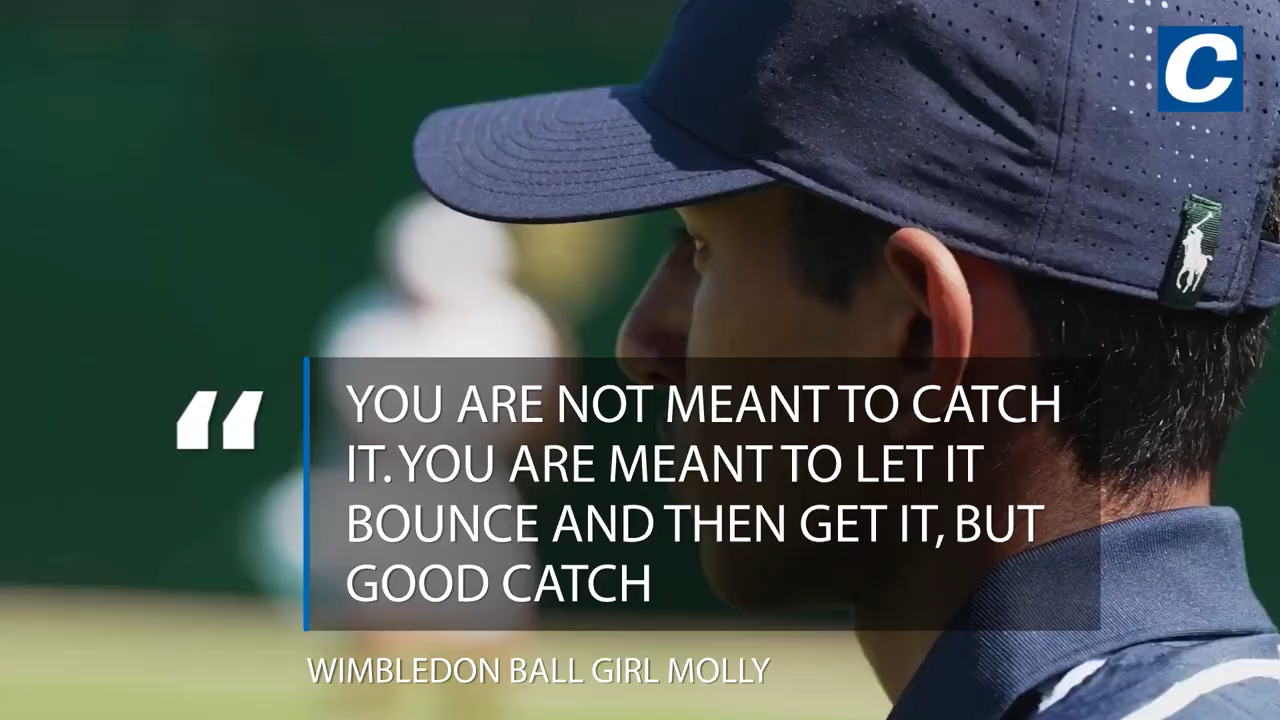 C
“
YOU ARE NOT MEANT TO CATCH
IT. YOU ARE MEANT TO LET IT
BOUNCE AND THEN GET IT, BUT
GOOD CATCH
WIMBLEDON BALL GIRL MOLLY